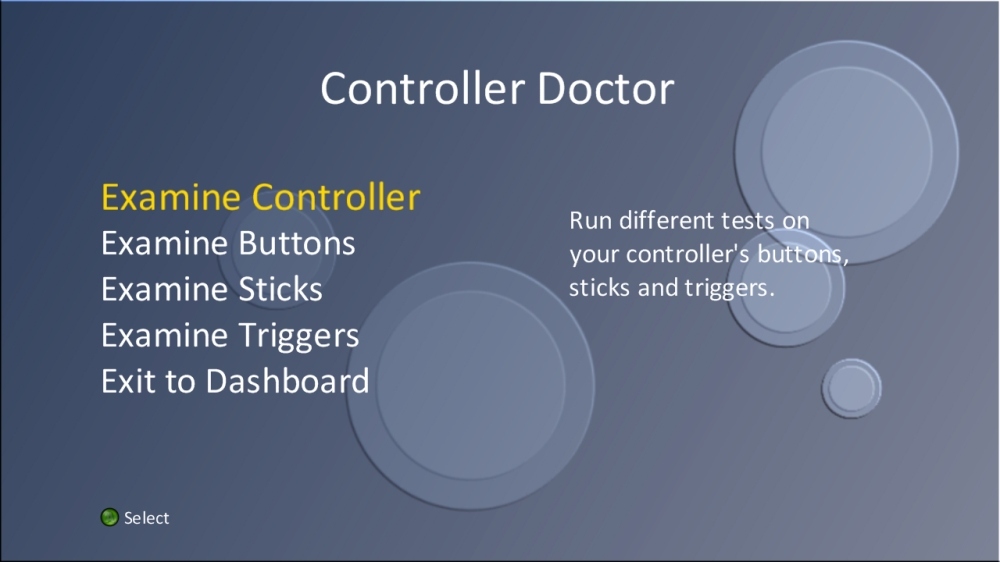 Controller Doctor
Examine Controller
Examine Buttons
Examine Sticks
Examine Triggers
Exit to Dashboard
Run different tests on
your controller's buttons,
sticks and triggers.
Select